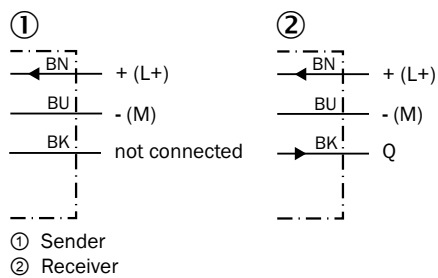 ①
BN + (L+)
BU - (M)
BK not connected
②
BN + (L+)
BU - (M)
BK Q
① Sender
② Receiver